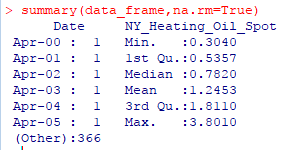 > summary(data_frame,na.rm=True)
Date NY_Heating_Oil_Spot
Apr-00 : 1 Min. :0.3040
Apr-01 : 1 1st Qu.:0.5357
Apr-02 : 1 Median :0.7820
Apr-03 : 1 Mean :1.2453
Apr-04 : 1 3rd Qu.:1.8110
Apr-05 : 1 Max. :3.8010
(Other):366